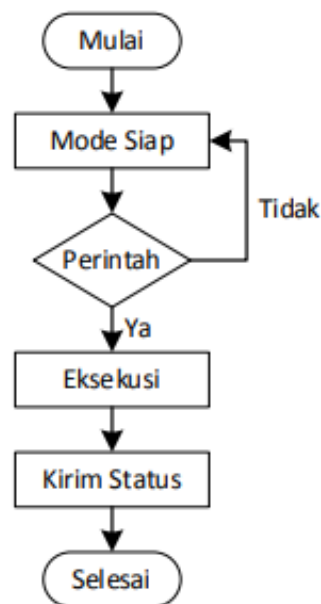 Mulai
Mode Siap
Tidak
Perintah
Ya
Eksekusi
Kirim Status
Selesai